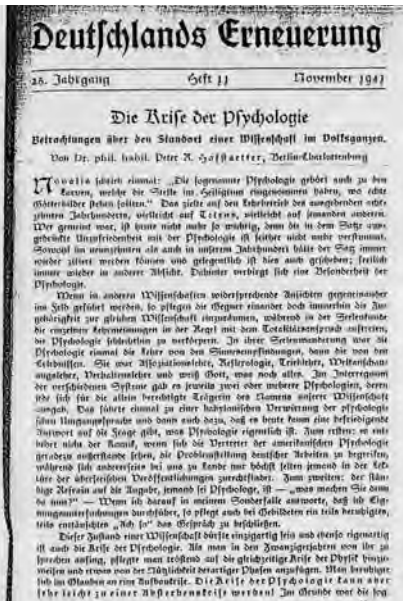 Deutschlands Erneuerung
25. Jahrgang Heft 11 November 1941
Die Krise der Psychologie
Betrachtungen über den Standort einer Wissenschaft im Volksganzen.
Von Dr. phil. habil. Peter R. Hofstaetter, Berlin-Charlottenburg
Novalis schrieb einmal: „Die sogenannte Psychologie gehört auch zu den
Larven, welche die Stelle im Heiligtum eingenommen haben, wo echte
Götterbilder stehen sollten.“ Das zielte auf den Lehrbetrieb des ausgehenden acht-
zehnten Jahrhunderts, vielleicht auf Tetens, vielleicht auf jemanden anderen.
Wer gemeint war, ist heute nicht mehr so wichtig, denn die in dem Satze aus-
gedrückte Unzufriedenheit mit der Psychologie ist seither nicht mehr verstummt.
Sowohl im neunzehnten als auch in unserem Jahrhundert hätte der Satz immer
wieder zitiert werden können und gelegentlich ist dies auch geschehen; freilich
immer wieder in anderer Absicht. Dahinter verbirgt sich eine Besonderheit der
Psychologie.
Wenn in anderen Wissenschaften widersprechende Ansichten gegeneinander
ins Feld geführt werden, so pflegen die Gegner einander doch immerhin die Zu-
gehörigkeit zur gleichen Wissenschaft einzuräumen, während in der Seelenkunde
die einzelnen Lehrmeinungen in der Regel mit dem Totalitätsanspruch auftreten,
die Psychologie schlechthin zu verkörpern. In ihrer Seelenwanderung war die
Psychologie einmal die Lehre von den Sinnesempfindungen, dann die von den
Erlebnissen. Sie war Assoziationslehre, Reflexologie, Trieblehre, Weltanschau-
ungslehre, Verhaltenslehre und weiß Gott, was noch alles. Im Interregnum
der verschiedenen Systeme gab es jeweils zwei oder mehrere Psychologien, deren
jede sich für die allein berechtigte Trägerin des Namens unserer Wissenschaft
ausgab. Das führte einmal zu einer babylonischen Verwirrung der psychologie
Umgangssprache und dann auch dazu, daß es heute kaum eine befriedigende
Antwort auf die Frage gibt, was Psychologie eigentlich ist. Zum ersten: es ent-
behrt nicht der Komik, wenn sich die Vertreter der amerikanischen Psychologie
geradezu außerstande sehen, die Problemstellung deutscher Arbeiten zu begreifen,
während sich andererseits bei uns zu Lande nur höchst selten jemand in der Lek-
türe der überseeischen Veröffentlichungen zurechtfindet. Zum zweiten: der stän-
dige Refrain auf die Angabe, jemand sei Psychologe, ist — „was machen Sie denn
da nun?“ — Wenn ich darauf in meinem Sonderfalle antworte, daß ich Eig-
nungsuntersuchungen durchführe, so pflegt auch bei Gebildeten ein teils beruhigtes,
teils enttäuschtes „Ach so“ das Gespräch zu beschließen.
Dieser Zustand einer Wissenschaft dürfte einzigartig sein und ebenso eigenartig
ist auch die Krise der Psychologie. Als man in den Zwanzigerjahren von ihr zu
sprechen anfing, pflegte man tröstend auf die gleichzeitige Krise der Physik hinzu-
weisen und etwas von der Nützlichkeit derartiger Phasen anzufügen. Man beruhigte
sich im Glauben an eine Aufbaukrise. Die Krise der Psychologie kann aber
sehr leicht zu einer Absterbenskrise werden! Im Grunde war die sog.